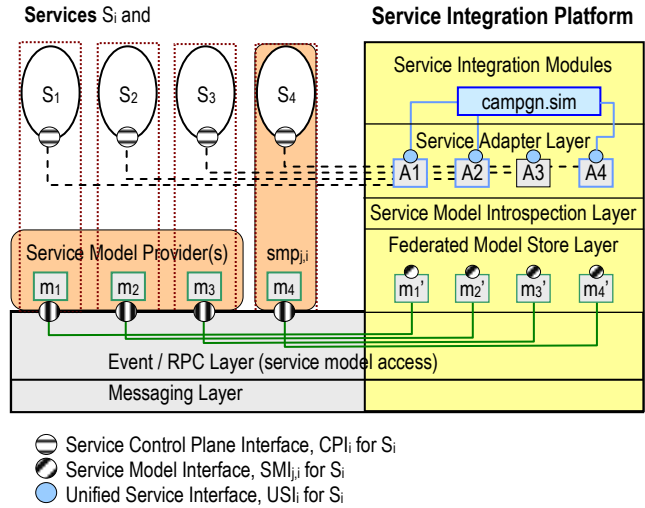 Services Si and
Service Integration Platform
Service Integration Modules
S1
S2
S3
S4
campgn.sim
Service Adapter Layer
A1
A2
A3
A4
Service Model Introspection Layer
Service Model Provider(s)
smpj,i
Federated Model Store Layer
m1
m2
m3
m4
m1’
m2’
m3’
m4’
Event / RPC Layer (service model access)
Messaging Layer
Service Control Plane Interface, CPIi for Si
Service Model Interface, SMIj,i for Si
Unified Service Interface, USIi for Si